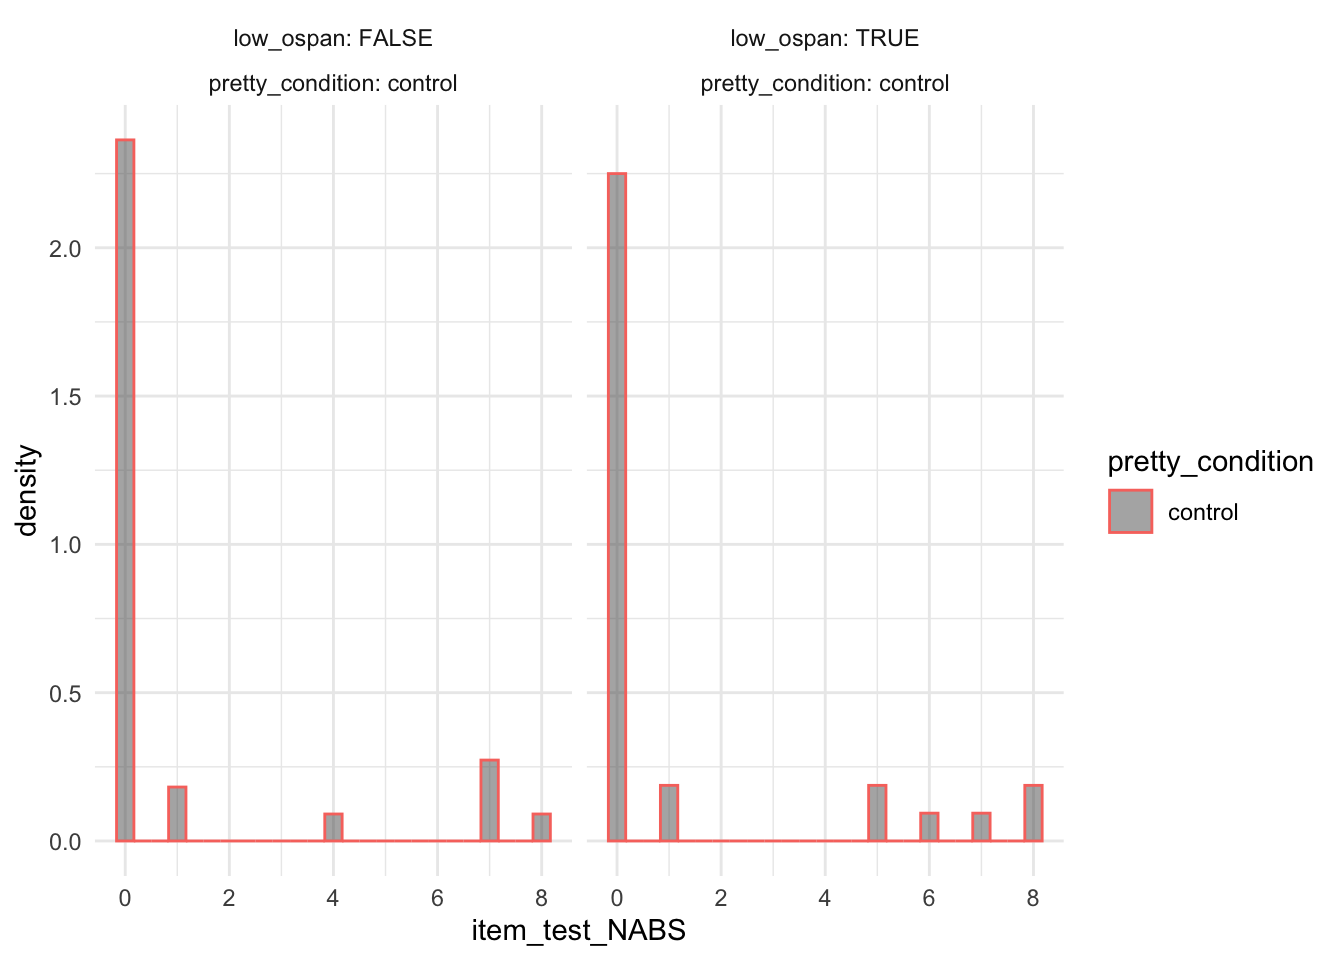 low_ospan: FALSE
low_ospan: TRUE
pretty_condition: control
pretty_condition: control
2.0
1.5
1.0
0.5
0.0
density
0 2 4 6 8
0 2 4 6 8
item_test_NABS
pretty_condition
control